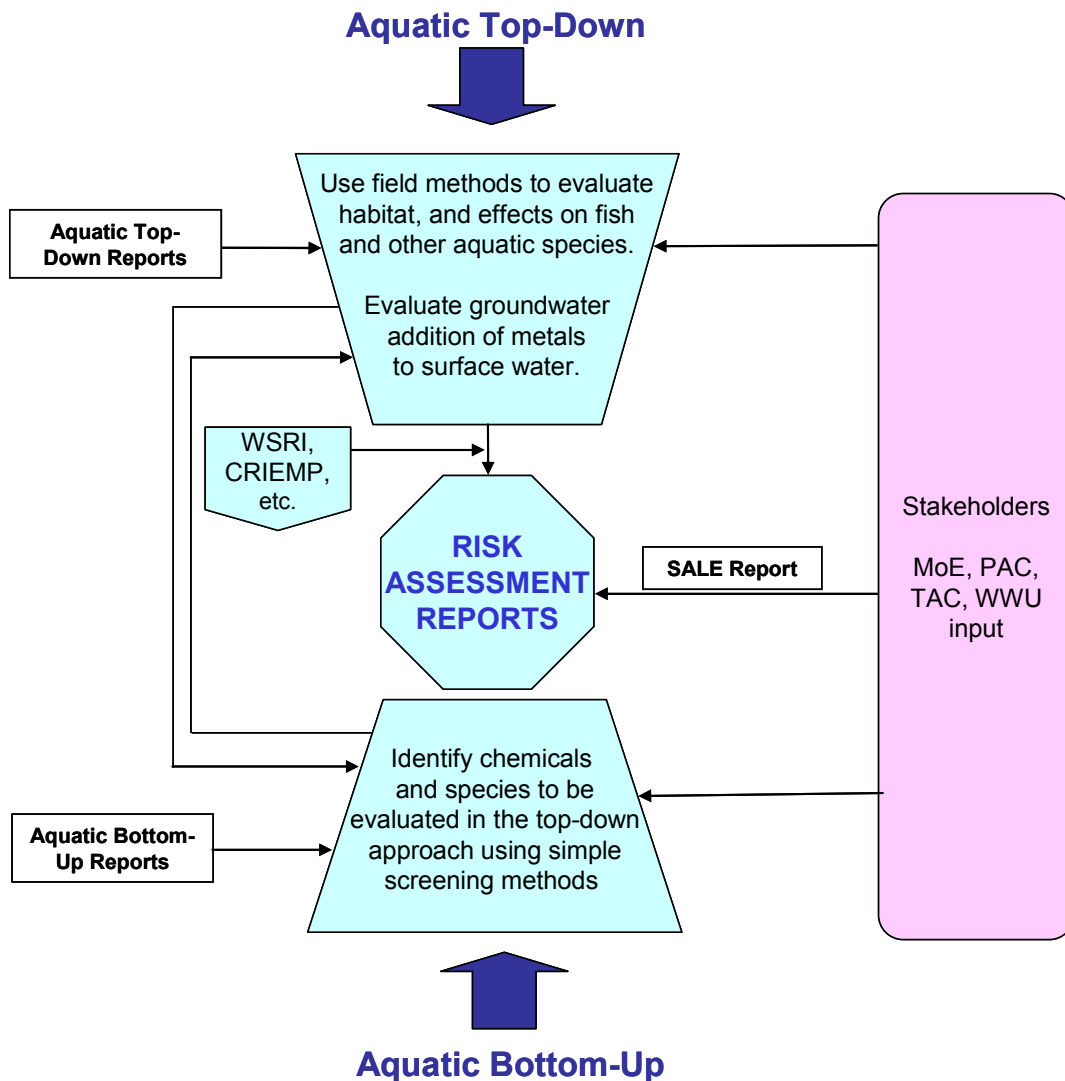 Aquatic Top-Down
Use field methods to evaluate
habitat, and effects on fish
and other aquatic species.
Evaluate groundwater
addition of metals
to surface water.
Aquatic Top-
Down Reports
WSRI,
CRIEMP,
etc.
RISK
ASSESSMENT
REPORTS
SALE Report
Stakeholders
MoE, PAC,
TAC, WWU
input
Identify chemicals
and species to be
evaluated in the top-down
approach using simple
screening methods
Aquatic Bottom-
Up Reports
Aquatic Bottom-Up